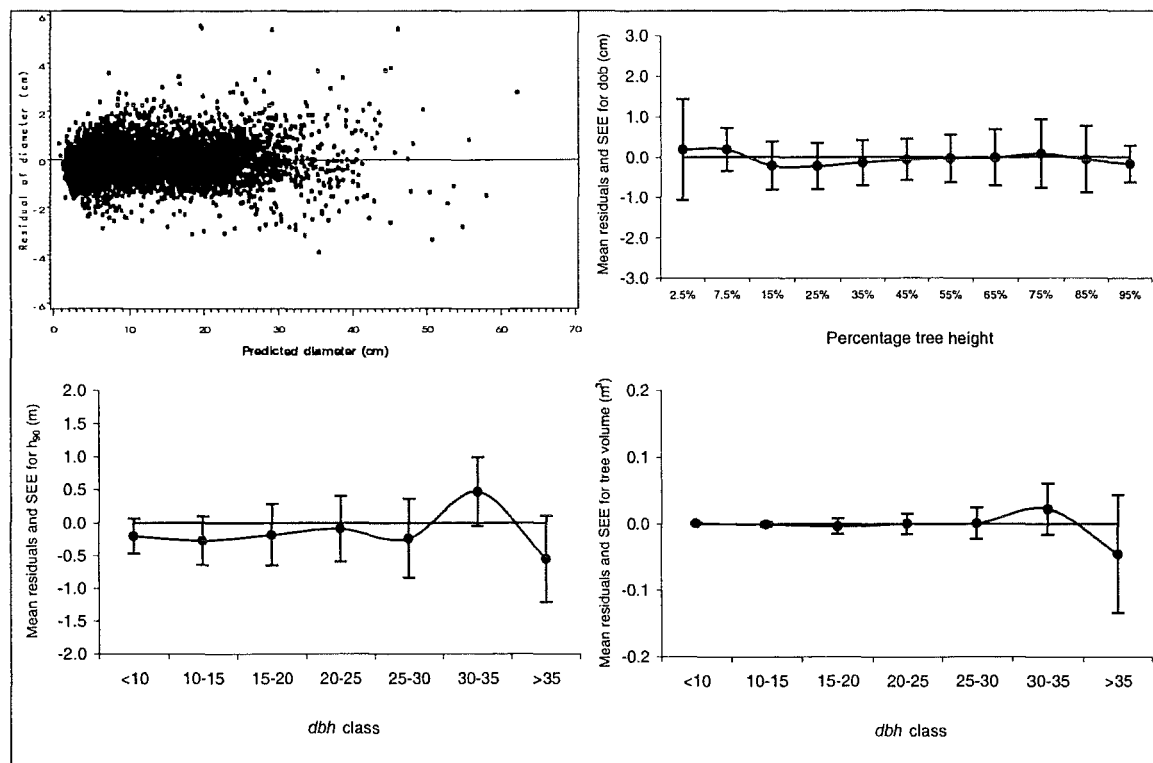 Residual of diameter (cm)
6
4
2
0
-2
-4
-6
0 10 20 30 40 50 60 70
Predicted diameter (cm)
Mean residuals and SEE for dob (cm)
3.0
2.0
1.0
0.0
-1.0
-2.0
-3.0
2.5% 7.5% 15% 25% 35% 45% 55% 65% 75% 85% 95%
Percentage tree height
Mean residuals and SEE for h₉₀ (m)
2.0
1.5
1.0
0.5
0.0
-0.5
-1.0
-1.5
-2.0
<10 10-15 15-20 20-25 25-30 30-35 >35
dbh class
Mean residuals and SEE for tree volume (m³)
0.2
0.1
0.0
-0.1
-0.2
<10 10-15 15-20 20-25 25-30 30-35 >35
dbh class